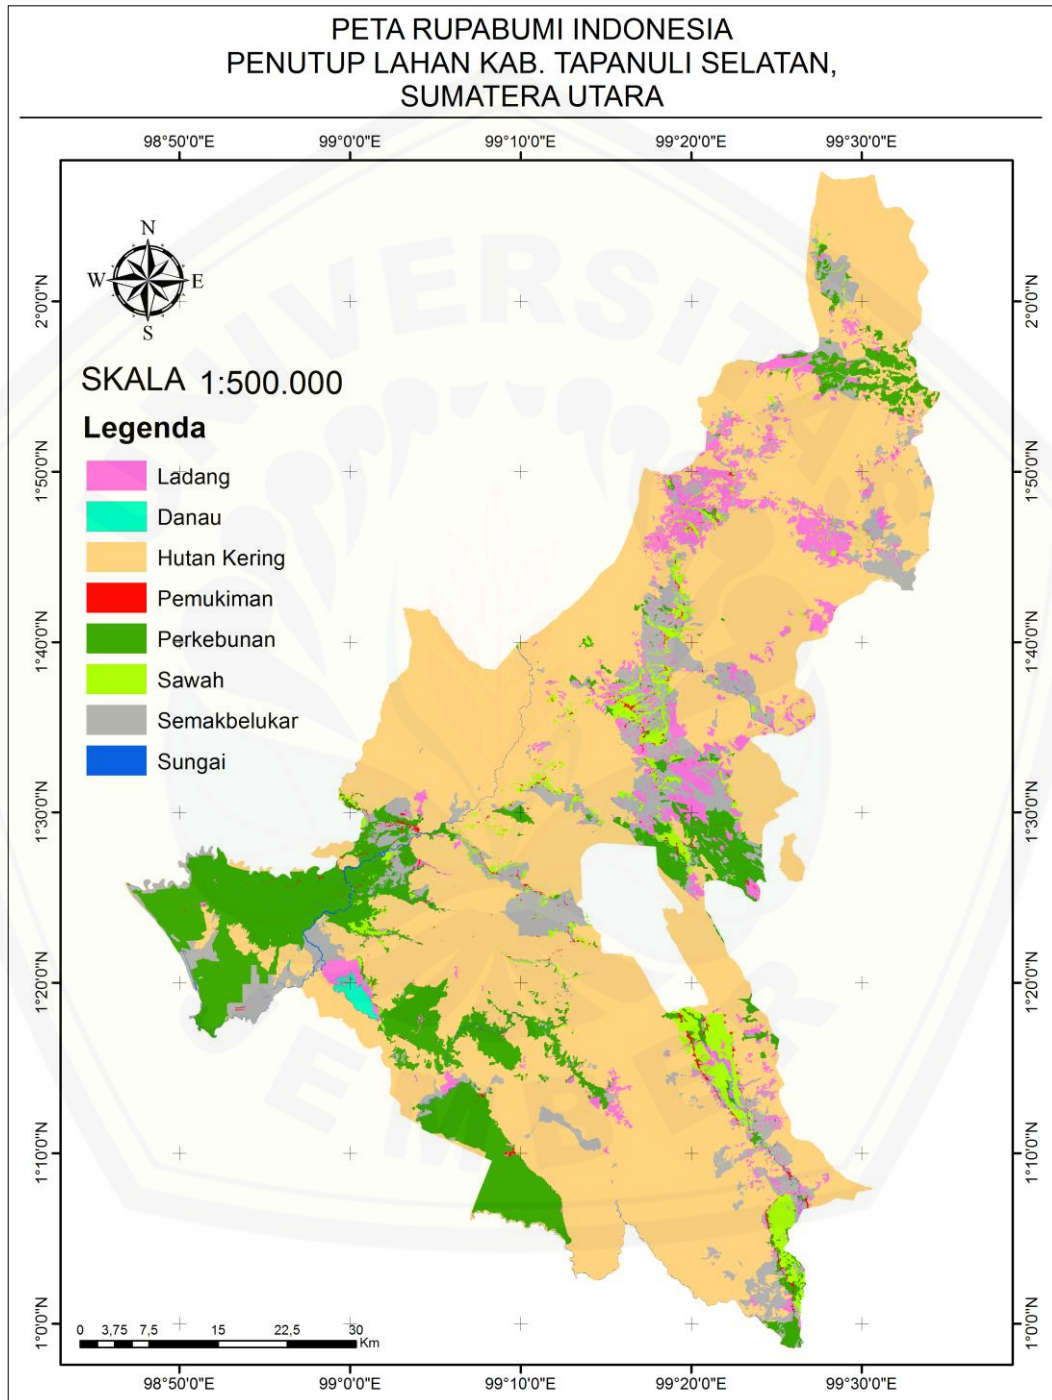 PETA RUPABUMI INDONESIA
PENUTUP LAHAN KAB. TAPANULI SELATAN,
SUMATERA UTARA
98°50'0"E 99°0'0"E 99°10'0"E 99°20'0"E 99°30'0"E
N
W E
S
SKALA 1:500.000
Legenda
Ladang
Danau
Hutan Kering
Pemukiman
Perkebunan
Sawah
Semakbelukar
Sungai
2°0'0"N 2°0'0"N
1°50'0"N 1°50'0"N
1°40'0"N 1°40'0"N
1°30'0"N 1°30'0"N
1°20'0"N 1°20'0"N
1°10'0"N 1°10'0"N
1°0'0"N 1°0'0"N
0 3,75 7,5 15 22,5 30
Km
98°50'0"E 99°0'0"E 99°10'0"E 99°20'0"E 99°30'0"E
UNIVERSITAS
JEMBER